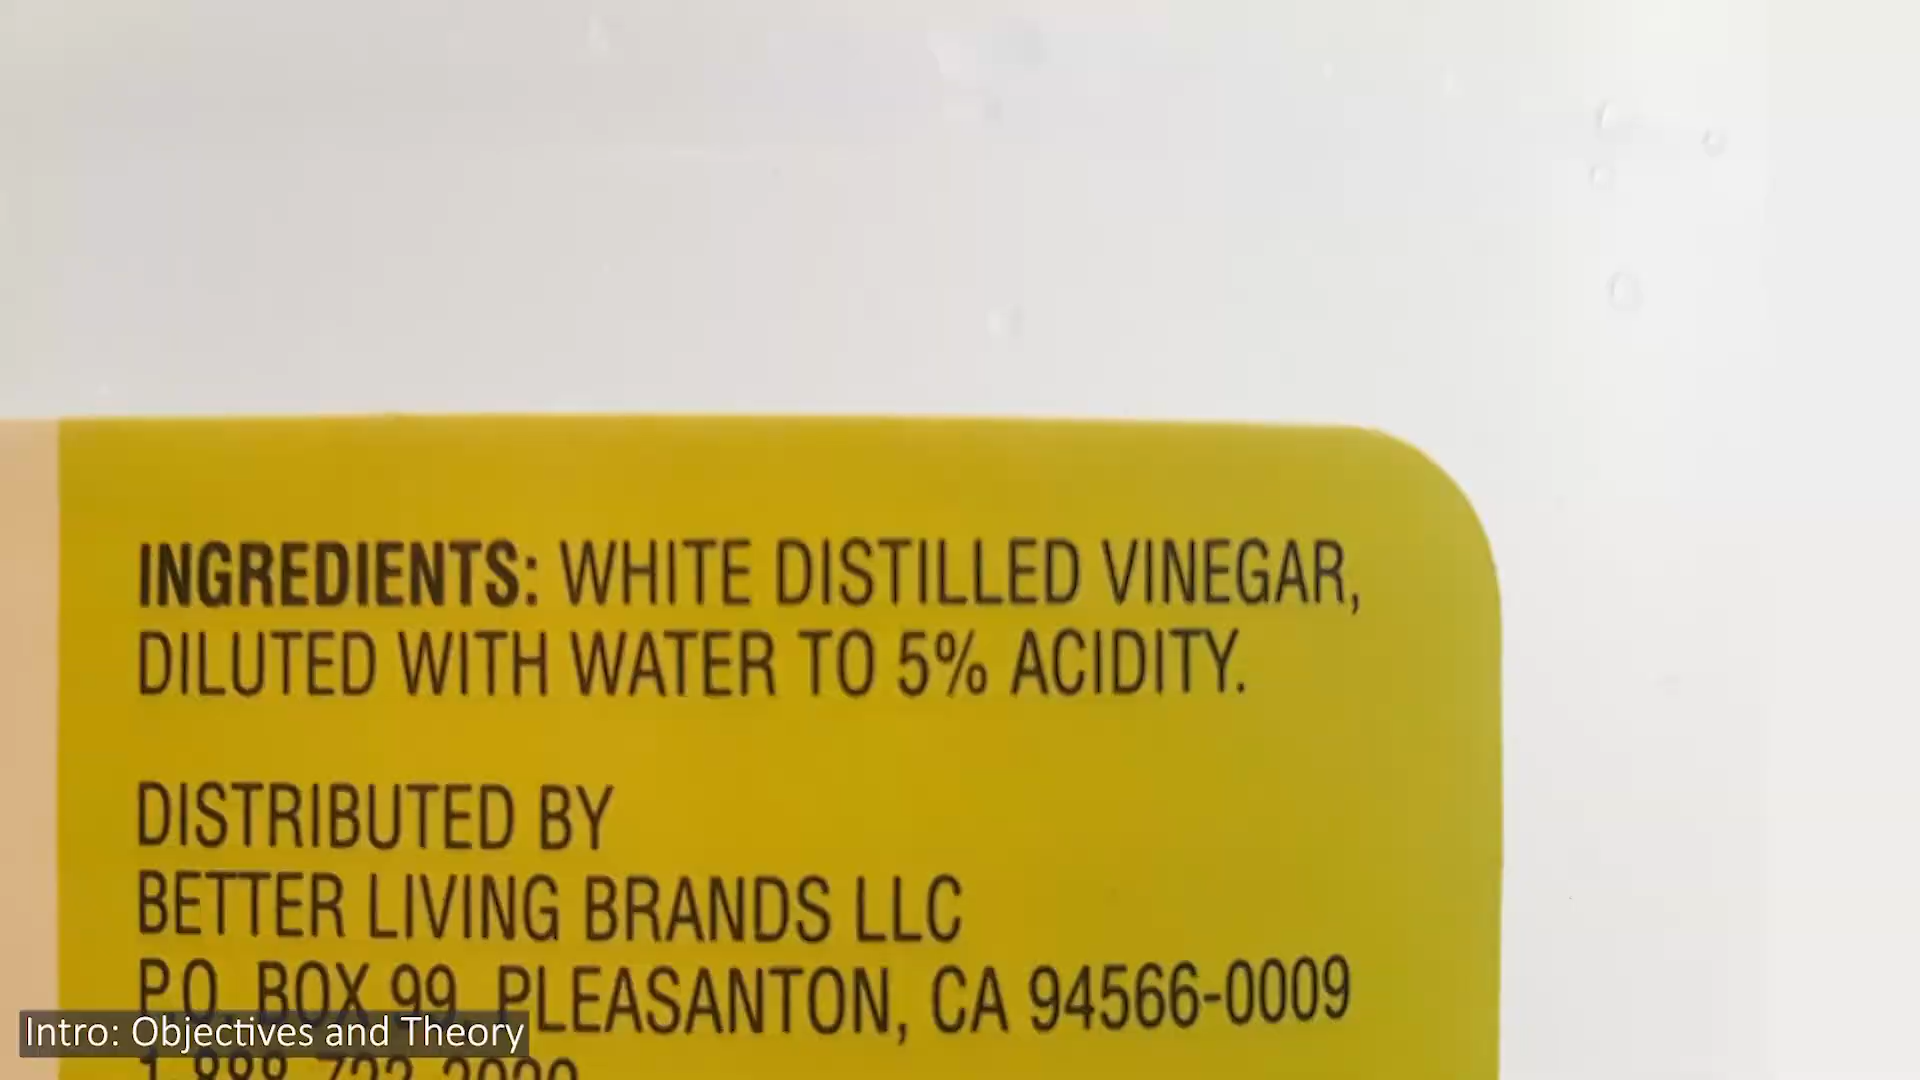 INGREDIENTS: WHITE DISTILLED VINEGAR,
DILUTED WITH WATER TO 5% ACIDITY.
DISTRIBUTED BY
BETTER LIVING BRANDS LLC
P.O. BOX 99, PLEASANTON, CA 94566-0009
Intro: Objectives and Theory